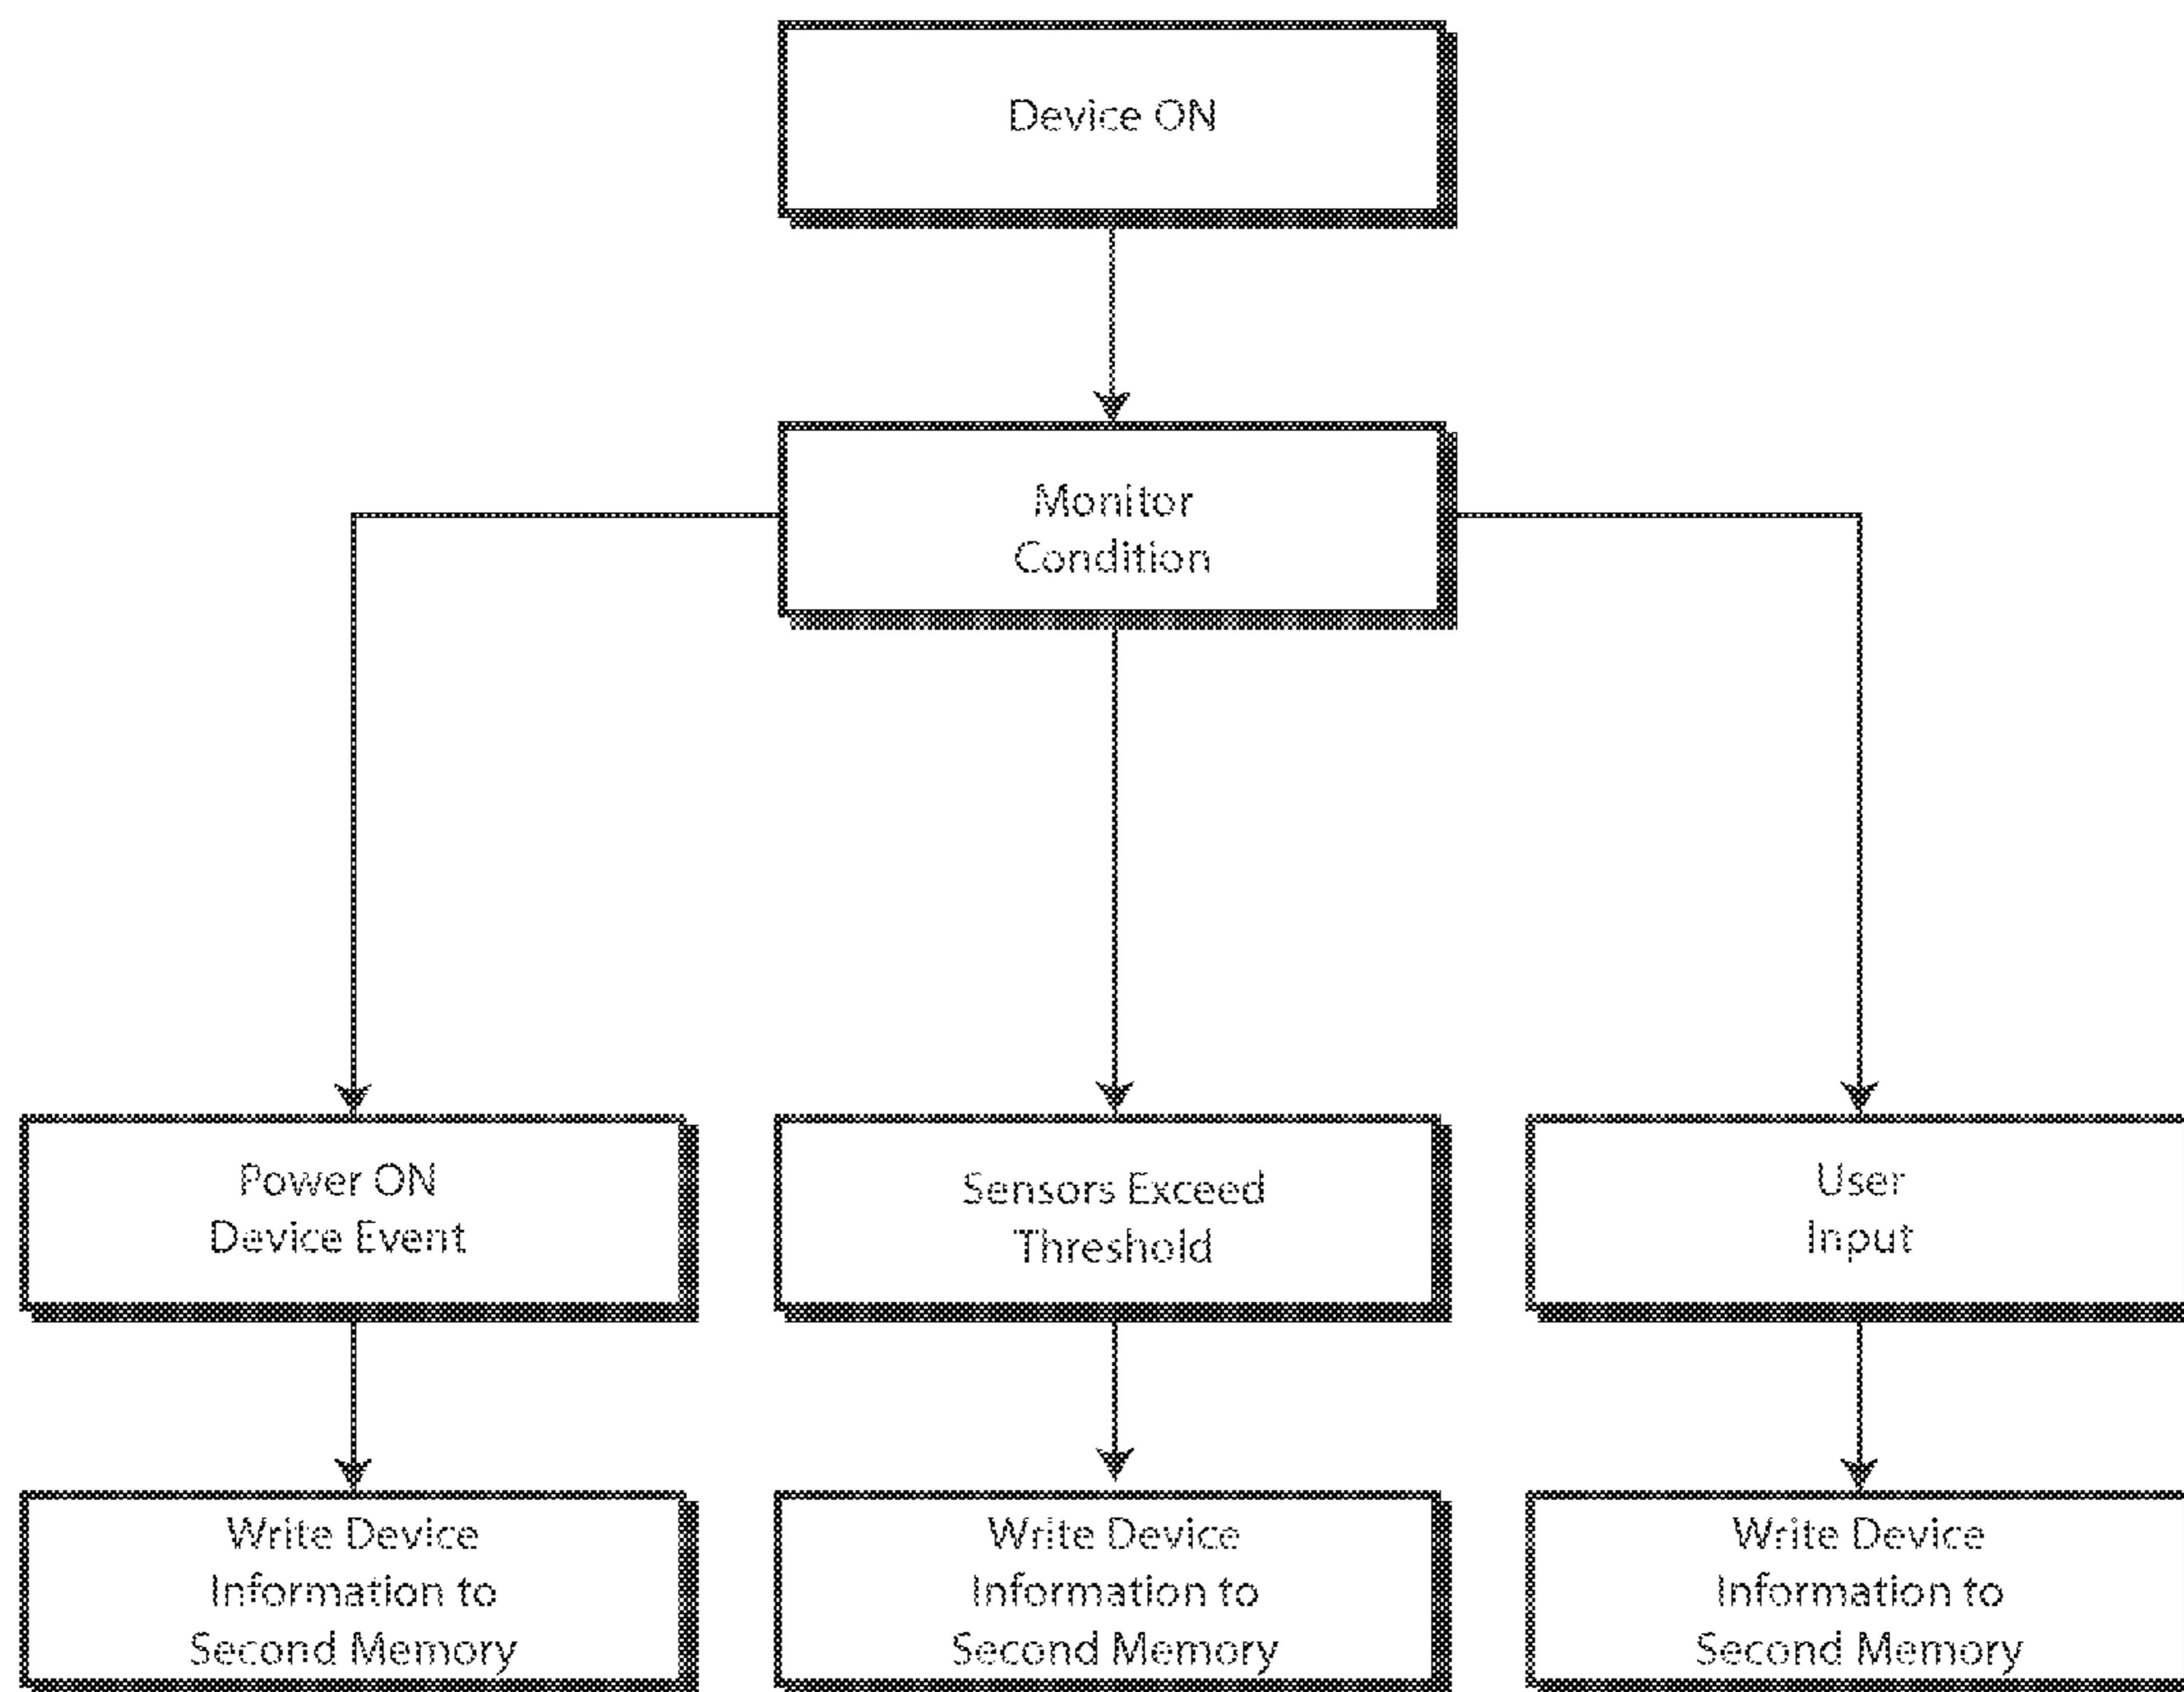 Device ON
Monitor
Condition
Power ON
Device Event
Sensors Exceed
Threshold
User
Input
Write Device
Information to
Second Memory
Write Device
Information to
Second Memory
Write Device
Information to
Second Memory